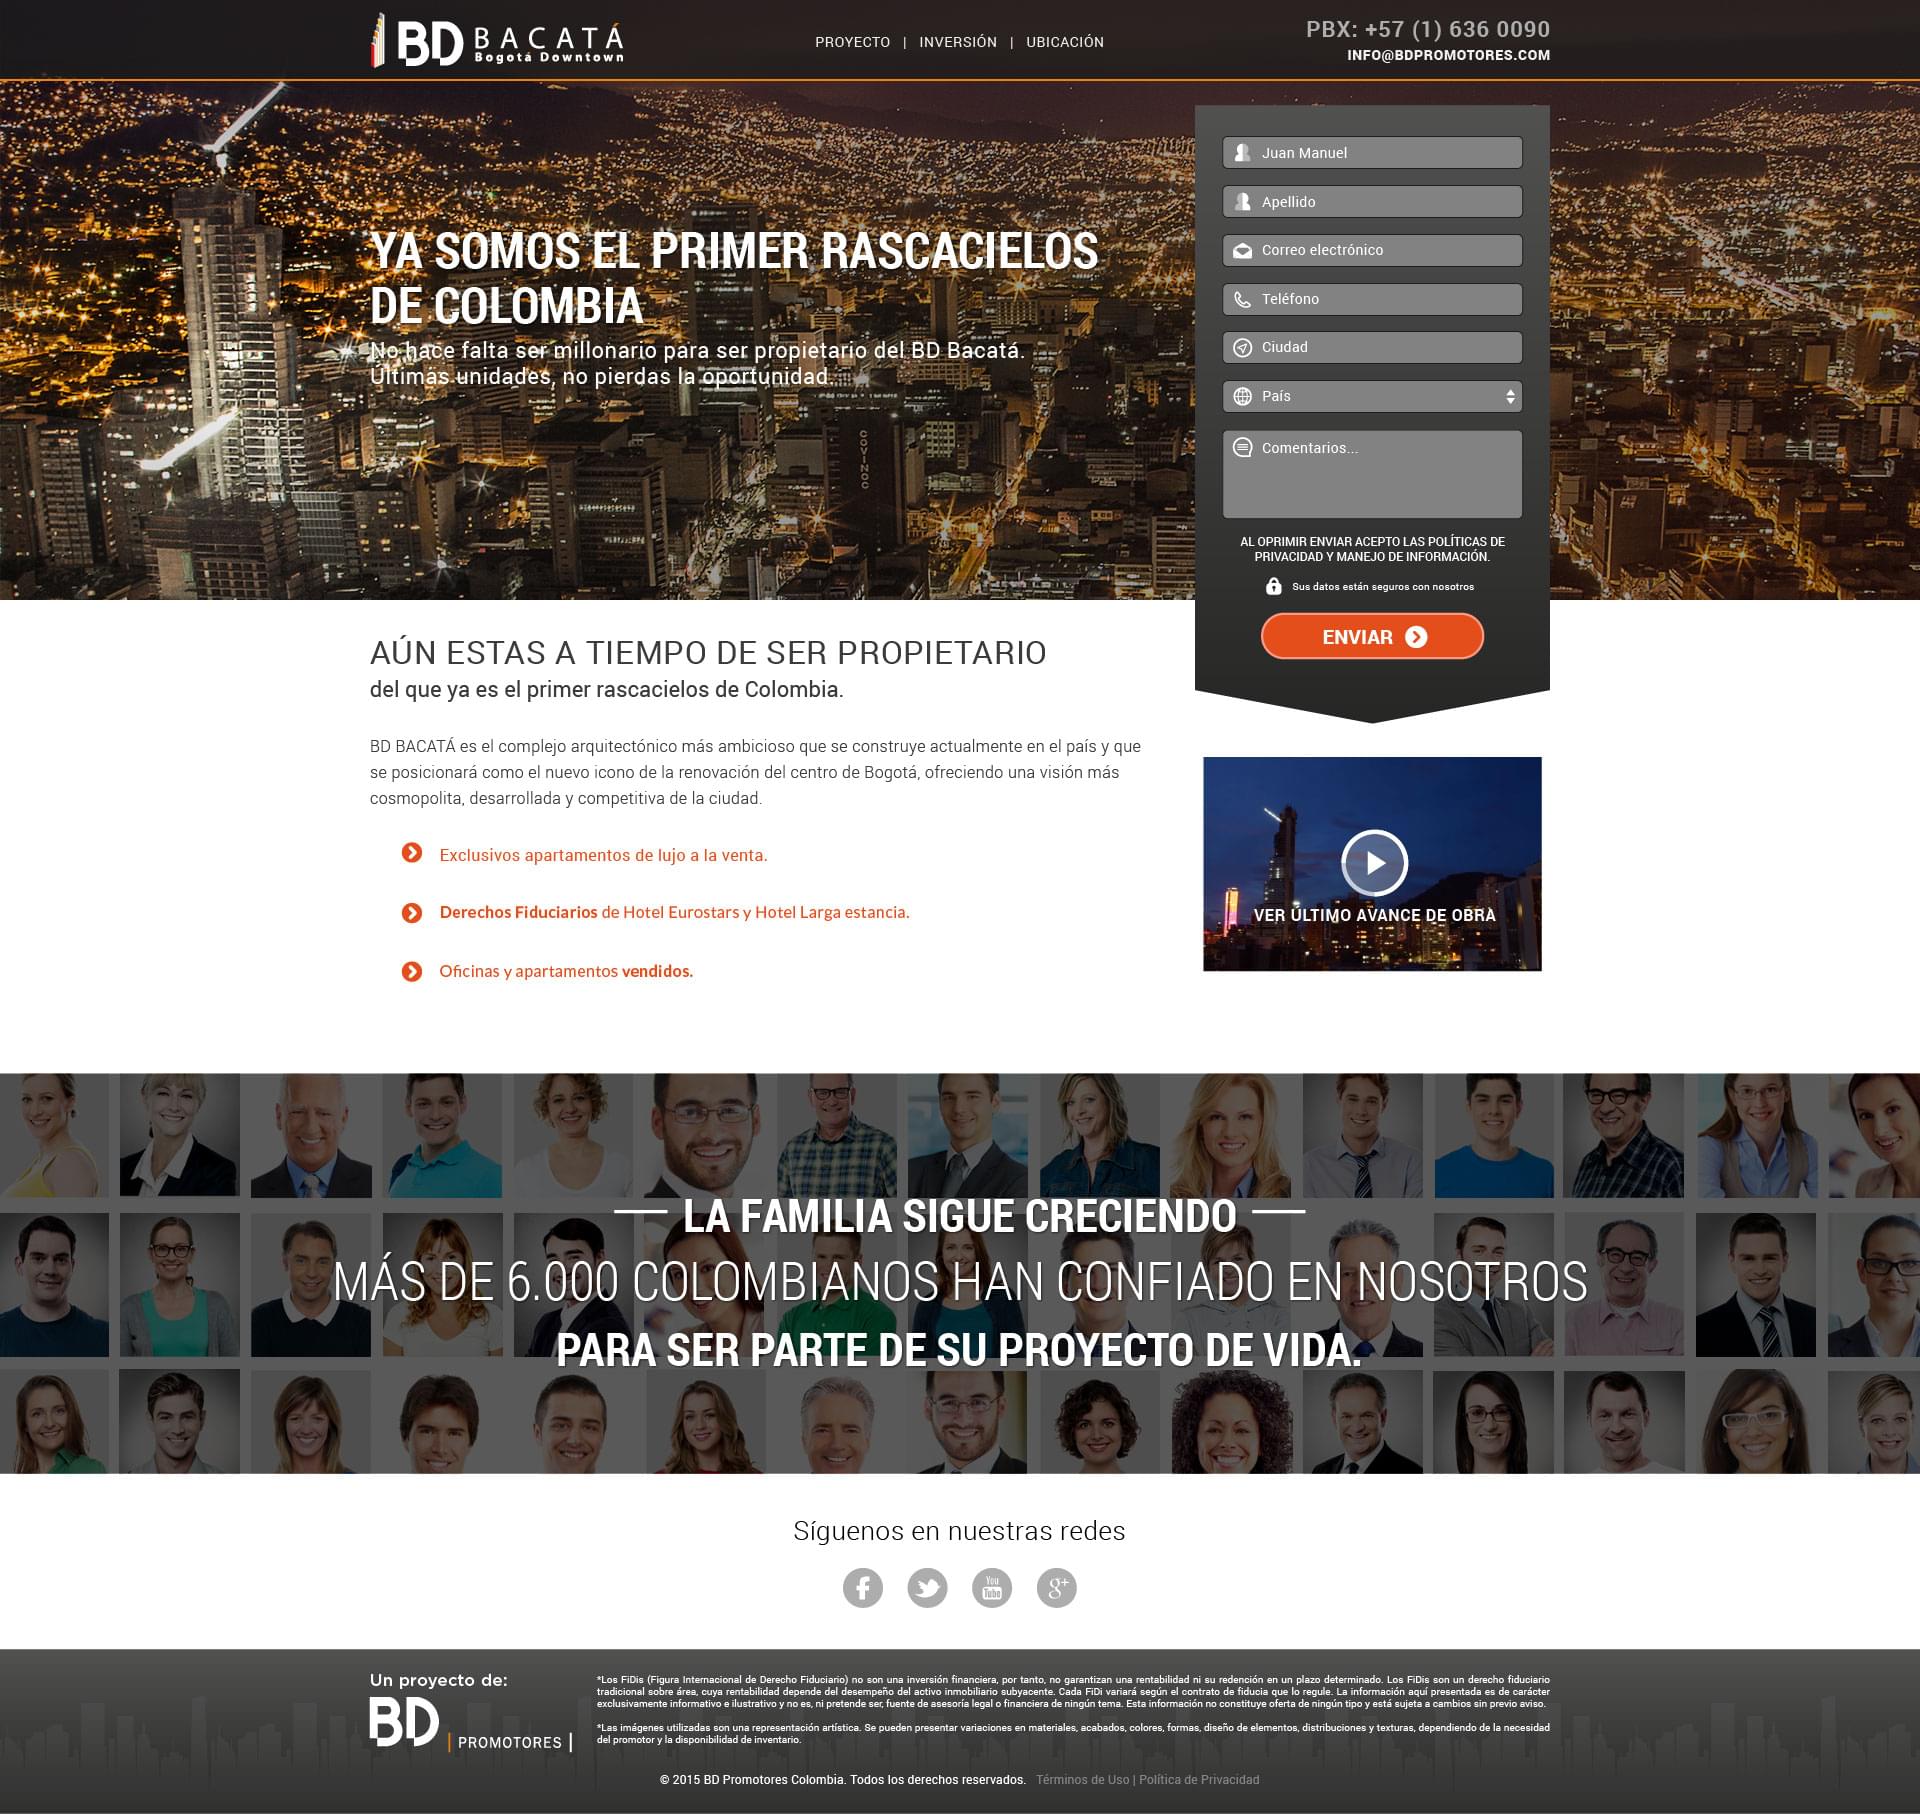 BD BACATÁ
Bogotá Downtown
PROYECTO | INVERSIÓN | UBICACIÓN
PBX: +57 (1) 636 0090
INFO@BDPROMOTORES.COM
YA SOMOS EL PRIMER RASCACIELOS
DE COLOMBIA
No hace falta ser millonario para ser propietario del BD Bacatá.
Últimas unidades, no pierdas la oportunidad.
COVINOC
Juan Manuel
Apellido
Correo electrónico
Teléfono
Ciudad
País
Comentarios...
AL OPRIMIR ENVIAR ACEPTO LAS POLÍTICAS DE
PRIVACIDAD Y MANEJO DE INFORMACIÓN.
Sus datos están seguros con nosotros
ENVIAR
AÚN ESTAS A TIEMPO DE SER PROPIETARIO
del que ya es el primer rascacielos de Colombia.
BD BACATÁ es el complejo arquitectónico más ambicioso que se construye actualmente en el país y que
se posicionará como el nuevo icono de la renovación del centro de Bogotá, ofreciendo una visión más
cosmopolita, desarrollada y competitiva de la ciudad.
Exclusivos apartamentos de lujo a la venta.
Derechos Fiduciarios de Hotel Eurostars y Hotel Larga estancia.
Oficinas y apartamentos vendidos.
VER ÚLTIMO AVANCE DE OBRA
LA FAMILIA SIGUE CRECIENDO
MÁS DE 6.000 COLOMBIANOS HAN CONFIADO EN NOSOTROS
PARA SER PARTE DE SU PROYECTO DE VIDA.
Síguenos en nuestras redes
You Tube
g+
Un proyecto de:
BD | PROMOTORES |
*Los FiDis (Figura Internacional de Derecho Fiduciario) no son una inversión financiera, por tanto, no garantizan una rentabilidad ni su redención en un plazo determinado. Los FiDis son un derecho fiduciario
tradicional sobre área, cuya rentabilidad depende del desempeño del activo inmobiliario subyacente. Cada FiDi variará según el contrato de fiducia que lo regule. La información aquí presentada es de carácter
exclusivamente informativo e ilustrativo y no es, ni pretende ser, fuente de asesoría legal o financiera de ningún tema. Esta información no constituye oferta de ningún tipo y está sujeta a cambios sin previo aviso.
*Las imágenes utilizadas son una representación artística. Se pueden presentar variaciones en materiales, acabados, colores, formas, diseño de elementos, distribuciones y texturas, dependiendo de la necesidad
del promotor y la disponibilidad de inventario.
© 2015 BD Promotores Colombia. Todos los derechos reservados. Términos de Uso | Política de Privacidad